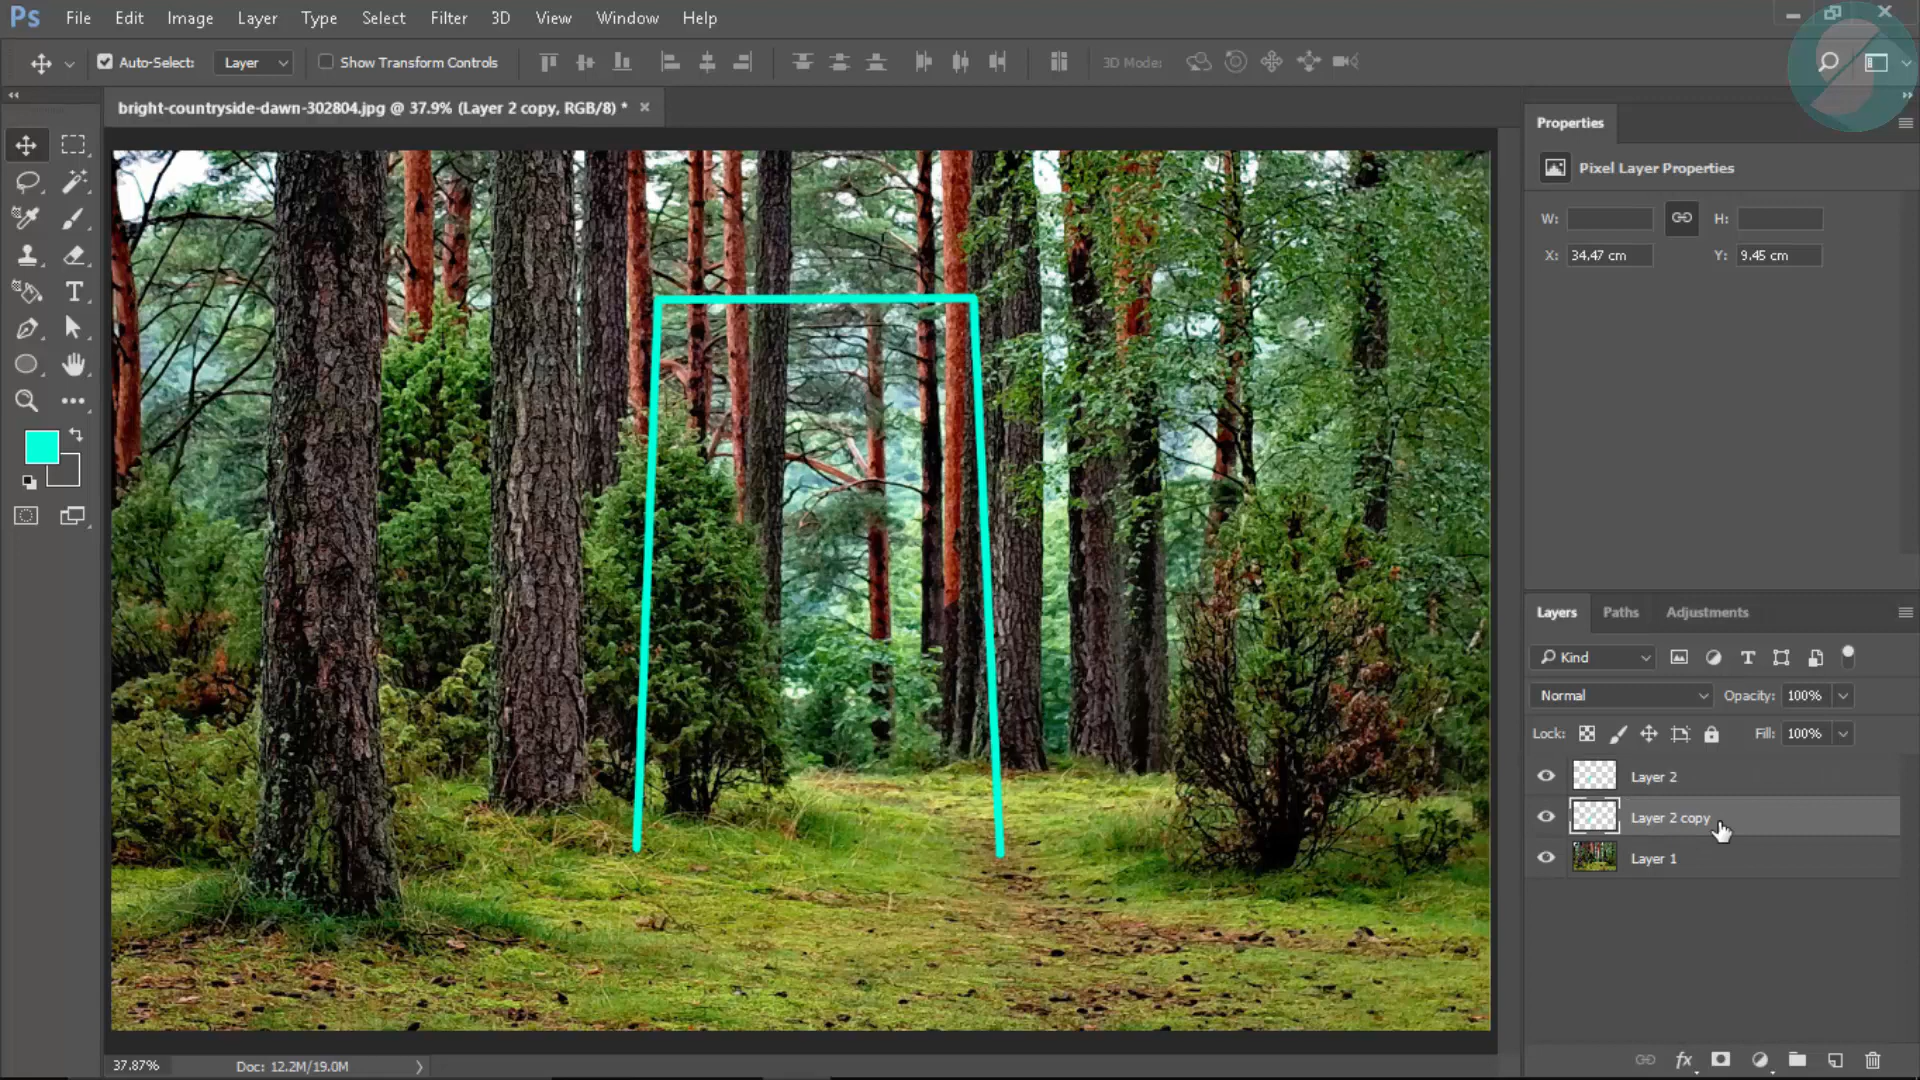 Ps File Edit Image Layer Type Select Filter 3D View Window Help
Auto-Select: Layer Show Transform Controls 3D Mode:
bright-countryside-dawn-302804.jpg @ 37.9% (Layer 2 copy, RGB/8) *
Properties
Pixel Layer Properties
W: H:
X: 34.47 cm Y: 9.45 cm
Layers Paths Adjustments
Kind
Normal Opacity: 100%
Lock: Fill: 100%
Layer 2
Layer 2 copy
Layer 1
37.87% Doc: 12.2M/19.0M
fx